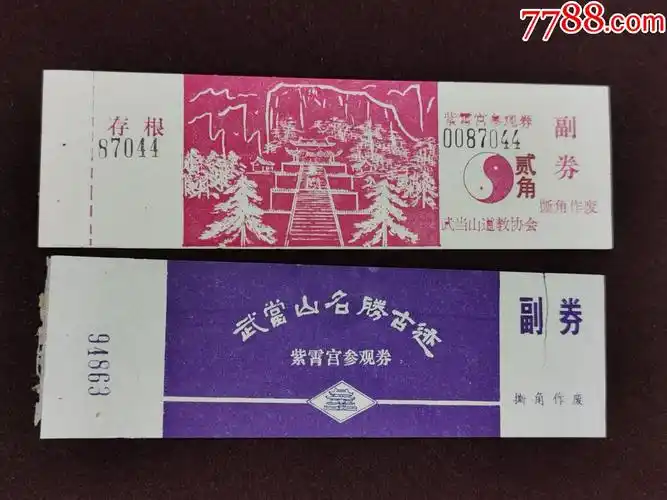 7788.com
存根
87044
紫霄宫参观券
0087044
贰角
武当山道教协会
副券
撕角作废
94863
武當山名勝古迹
紫霄宫参观券
副券
撕角作废